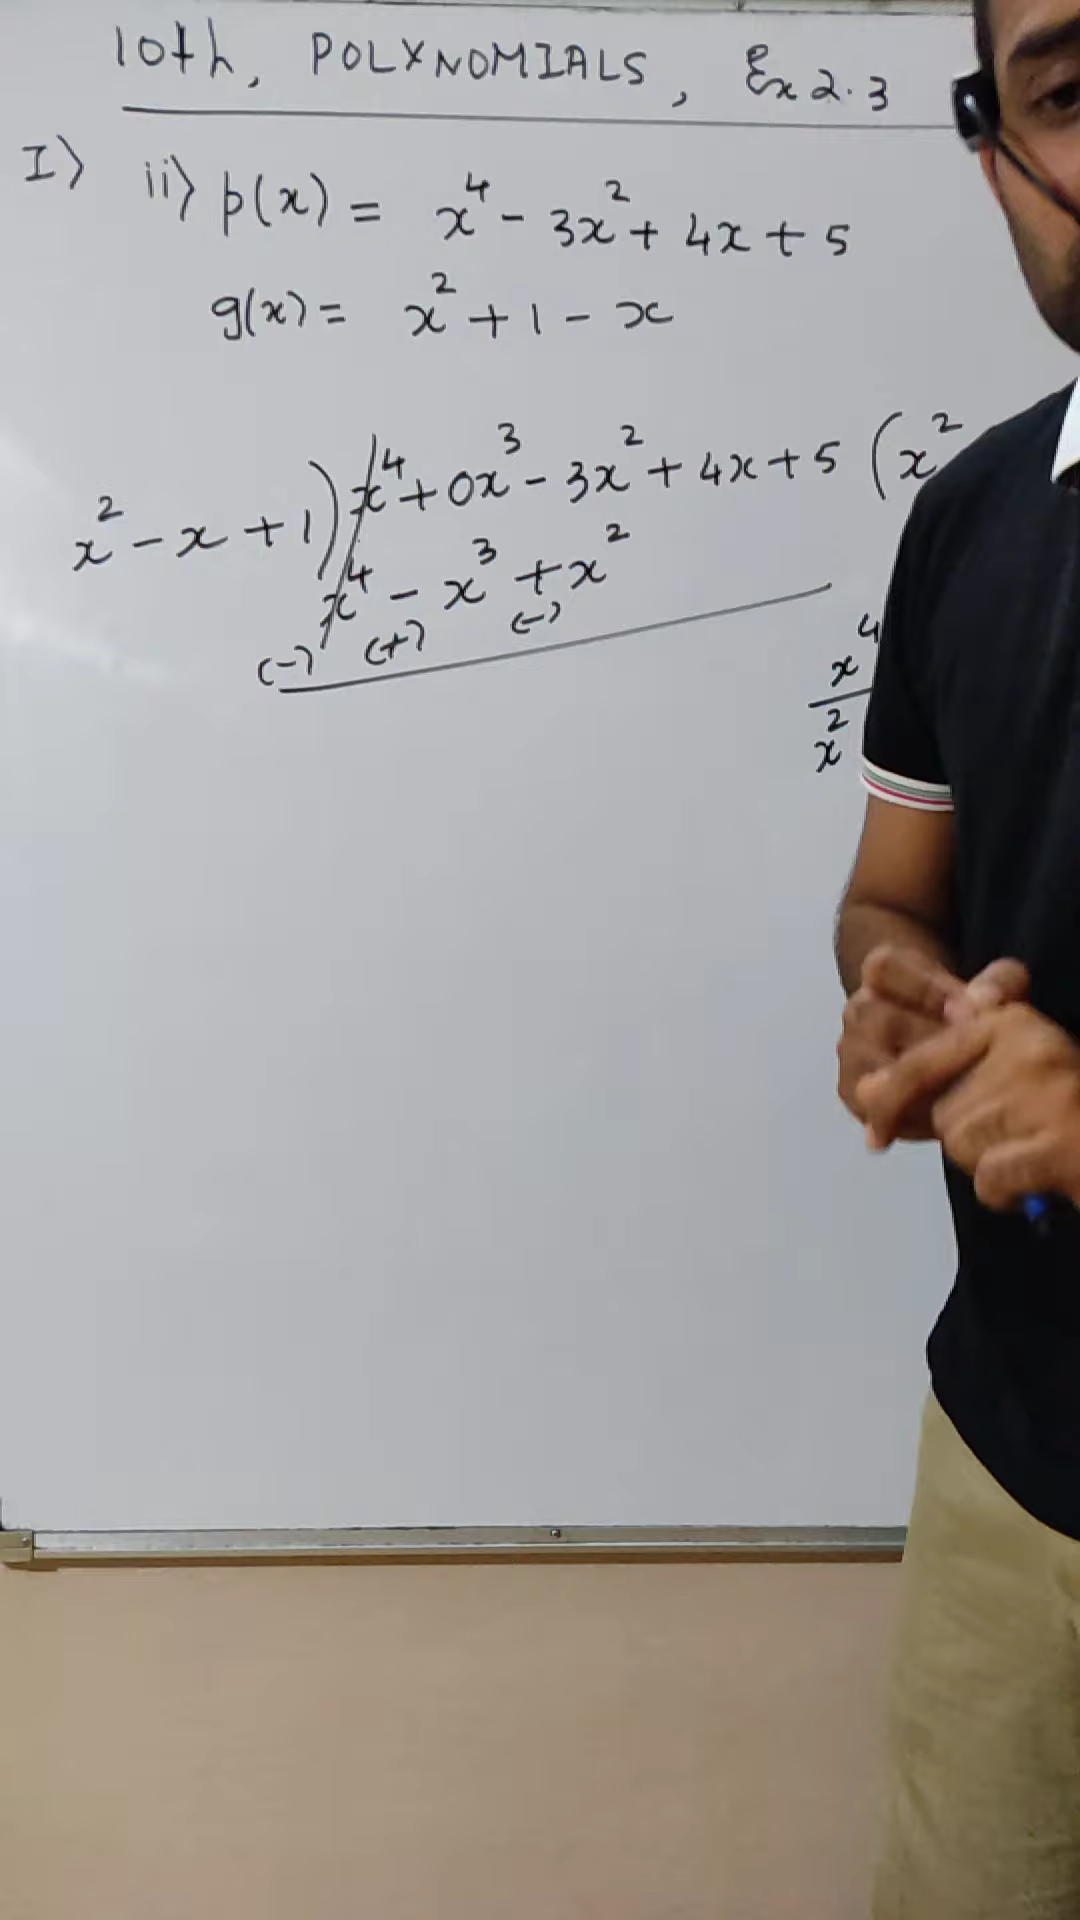 10th, POLYNOMIALS, Ex 2.3
I) ii) p(x) = x⁴ - 3x² + 4x + 5
g(x) = x² + 1 - x
x² - x + 1) x⁴ + 0x³ - 3x² + 4x + 5 (x²
x⁴ - x³ + x²
(-) (+) (-)
x⁴
x²